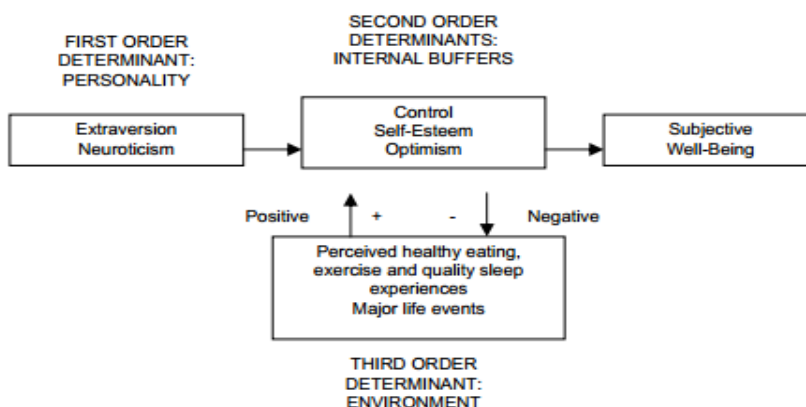 FIRST ORDER
DETERMINANT:
PERSONALITY
SECOND ORDER
DETERMINANTS:
INTERNAL BUFFERS
Extraversion
Neuroticism
Control
Self-Esteem
Optimism
Subjective
Well-Being
Positive + - Negative
Perceived healthy eating,
exercise and quality sleep
experiences
Major life events
THIRD ORDER
DETERMINANT:
ENVIRONMENT